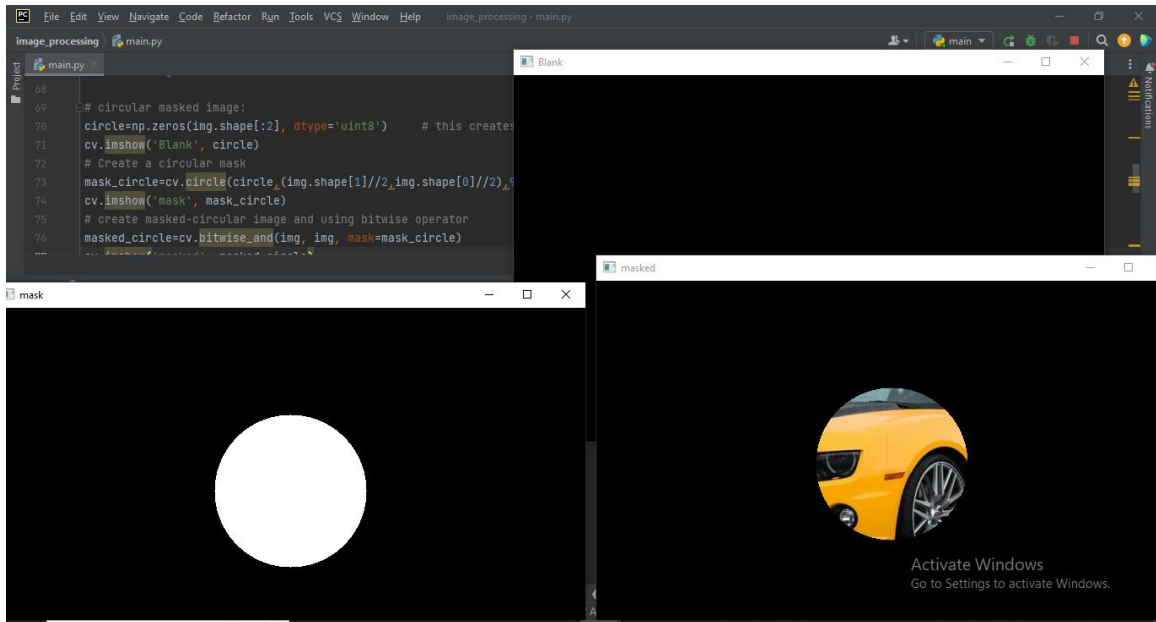 PC File Edit View Navigate Code Refactor Run Tools VCS Window Help image_processing - main.py
image_processing main.py main
Project
main.py
Notifications
68
69 # circular masked image:
70 circle=np.zeros(img.shape[:2], dtype='uint8') # this creates
71 cv.imshow('Blank', circle)
72 # Create a circular mask
73 mask_circle=cv.circle(circle,(img.shape[1]//2,img.shape[0]//2),
74 cv.imshow('mask', mask_circle)
75 # create masked-circular image and using bitwise operator
76 masked_circle=cv.bitwise_and(img, img, mask=mask_circle)
Blank
masked
mask
Activate Windows
Go to Settings to activate Windows.